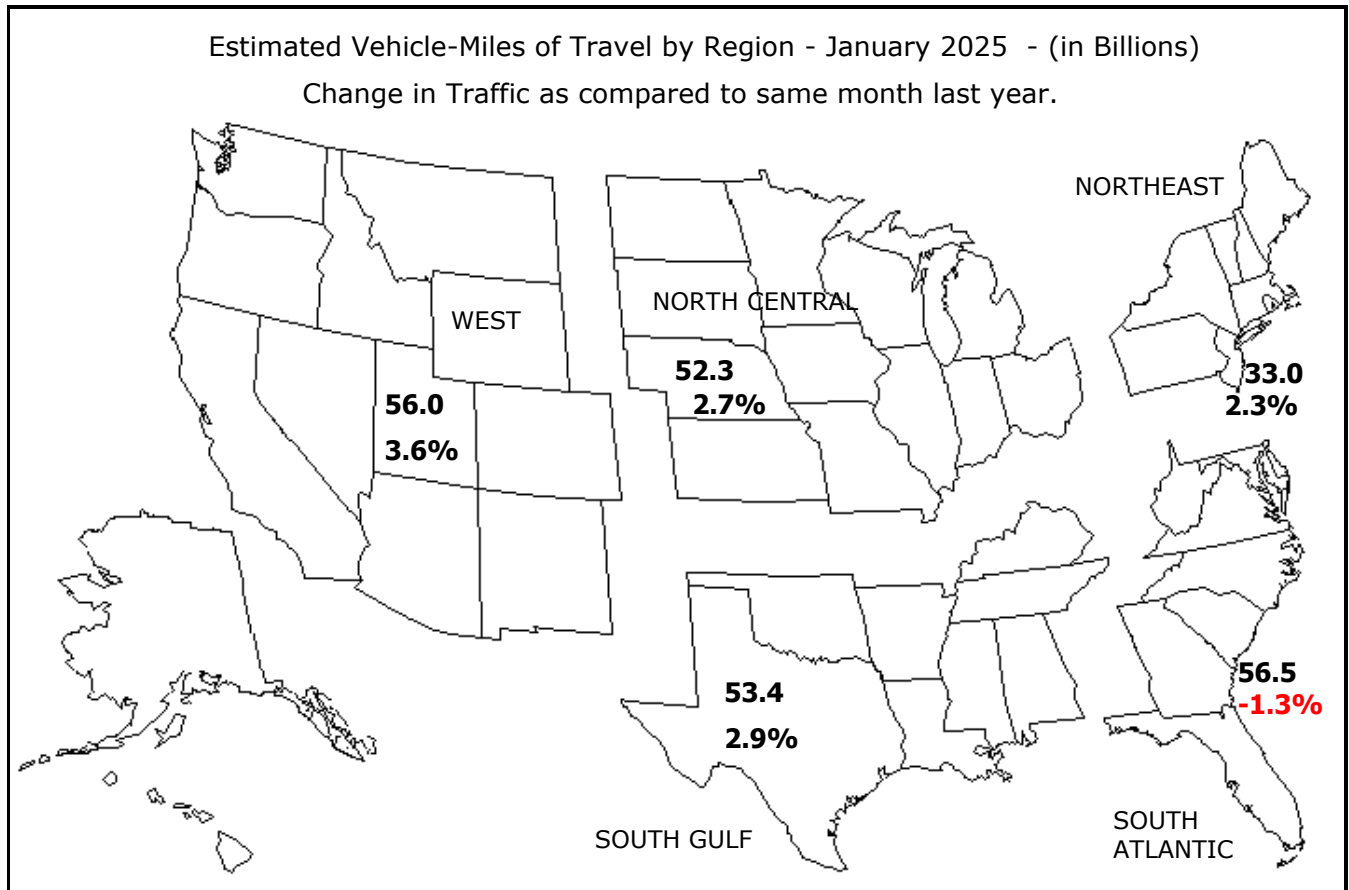 Estimated Vehicle-Miles of Travel by Region - January 2025 - (in Billions)
Change in Traffic as compared to same month last year.
NORTHEAST
33.0
2.3%
NORTH CENTRAL
52.3
2.7%
WEST
56.0
3.6%
56.5
-1.3%
SOUTH
ATLANTIC
53.4
2.9%
SOUTH GULF